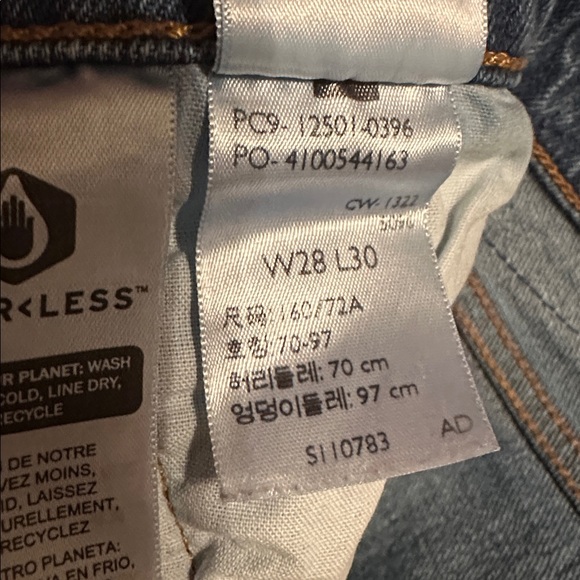 R<LESS™
R PLANET: WASH
COLD, LINE DRY,
RECYCLE
DE NOTRE
VEZ MOINS,
ID, LAISSEZ
URELLEMENT,
RECYCLEZ
TRO PLANETA:
A EN FRIO,
PC9- 12501-0396
PO- 4100544163
CW- 1322
W28 L30
尺码: 160/72A
호칭: 70-97
허리둘레: 70 cm
엉덩이둘레: 97 cm
S110783
AD